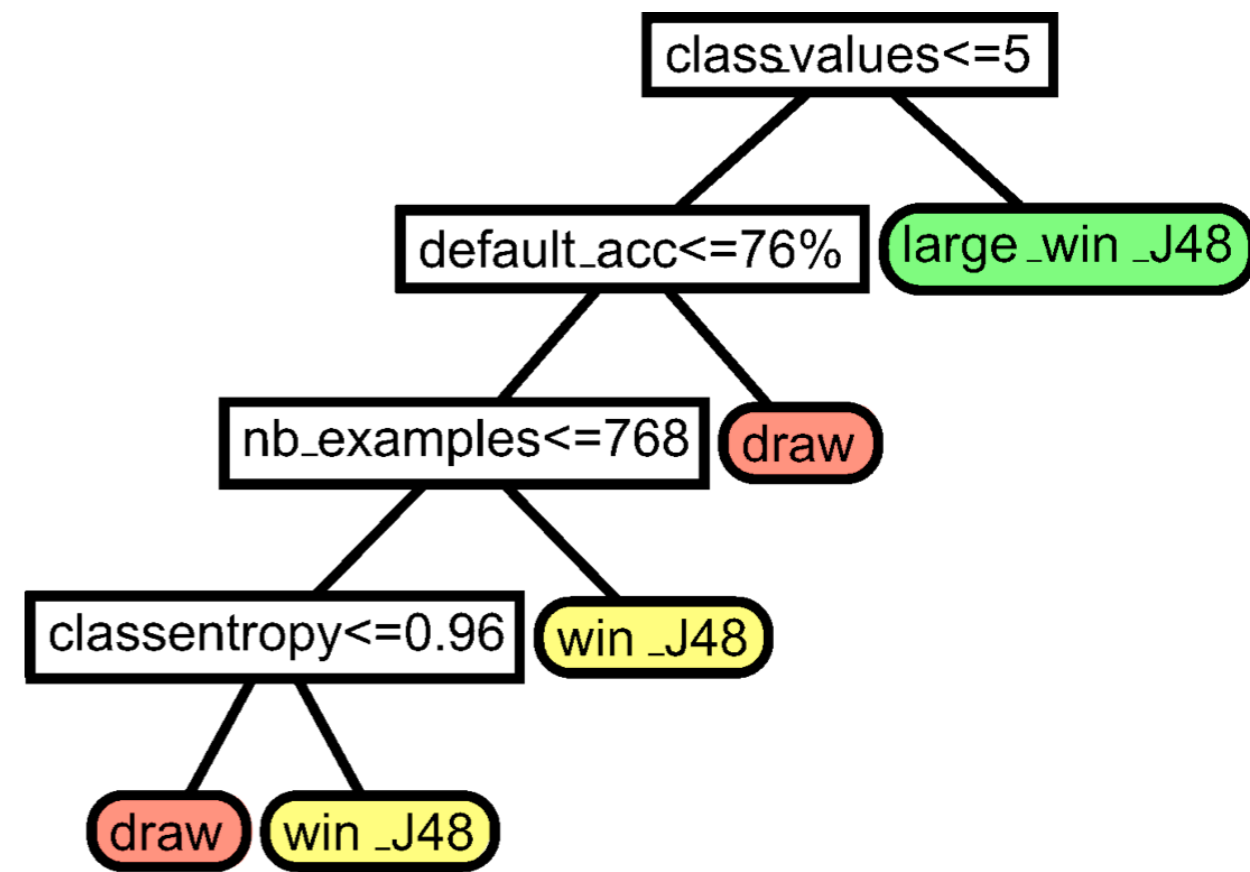 class_values<=5
default_acc<=76%
large_win_J48
nb_examples<=768
draw
classentropy<=0.96
win_J48
draw
win_J48